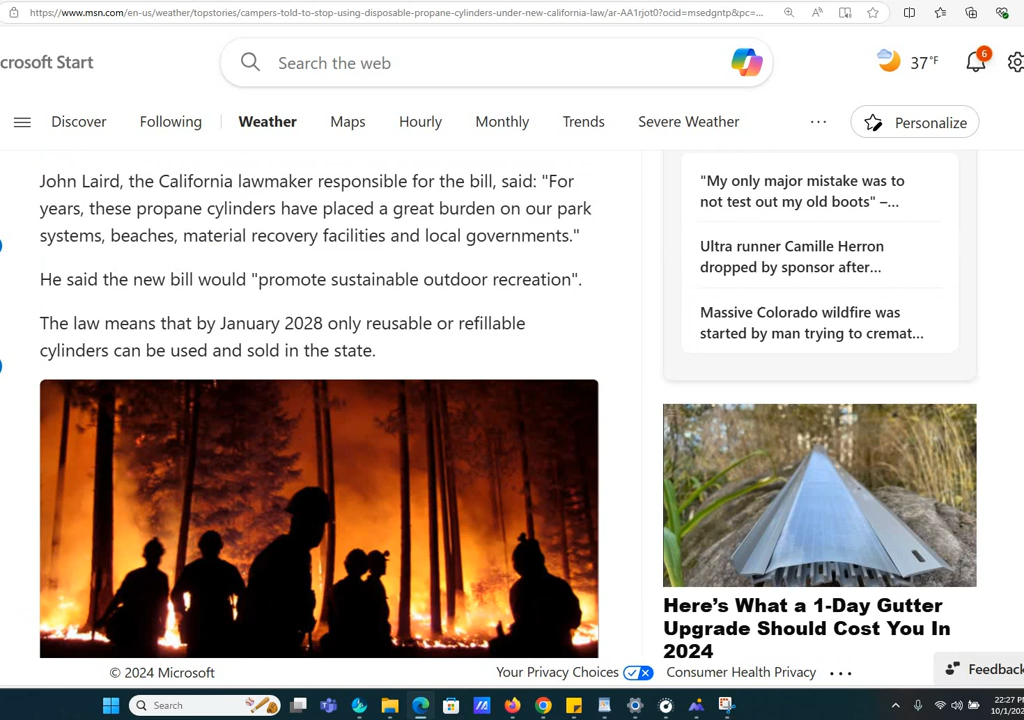 https://www.msn.com/en-us/weather/topstories/campers-told-to-stop-using-disposable-propane-cylinders-under-new-california-law/ar-AA1rjot0?ocid=msedgntp&pc=...
crosoft Start
Search the web
37°F
6
Discover
Following
Weather
Maps
Hourly
Monthly
Trends
Severe Weather
...
Personalize
John Laird, the California lawmaker responsible for the bill, said: "For
years, these propane cylinders have placed a great burden on our park
systems, beaches, material recovery facilities and local governments."
He said the new bill would "promote sustainable outdoor recreation".
The law means that by January 2028 only reusable or refillable
cylinders can be used and sold in the state.
"My only major mistake was to
not test out my old boots" –...
Ultra runner Camille Herron
dropped by sponsor after...
Massive Colorado wildfire was
started by man trying to cremat...
Here's What a 1-Day Gutter
Upgrade Should Cost You In
2024
© 2024 Microsoft
Your Privacy Choices
Consumer Health Privacy
...
Feedback
Search
22:27 P
10/1/202